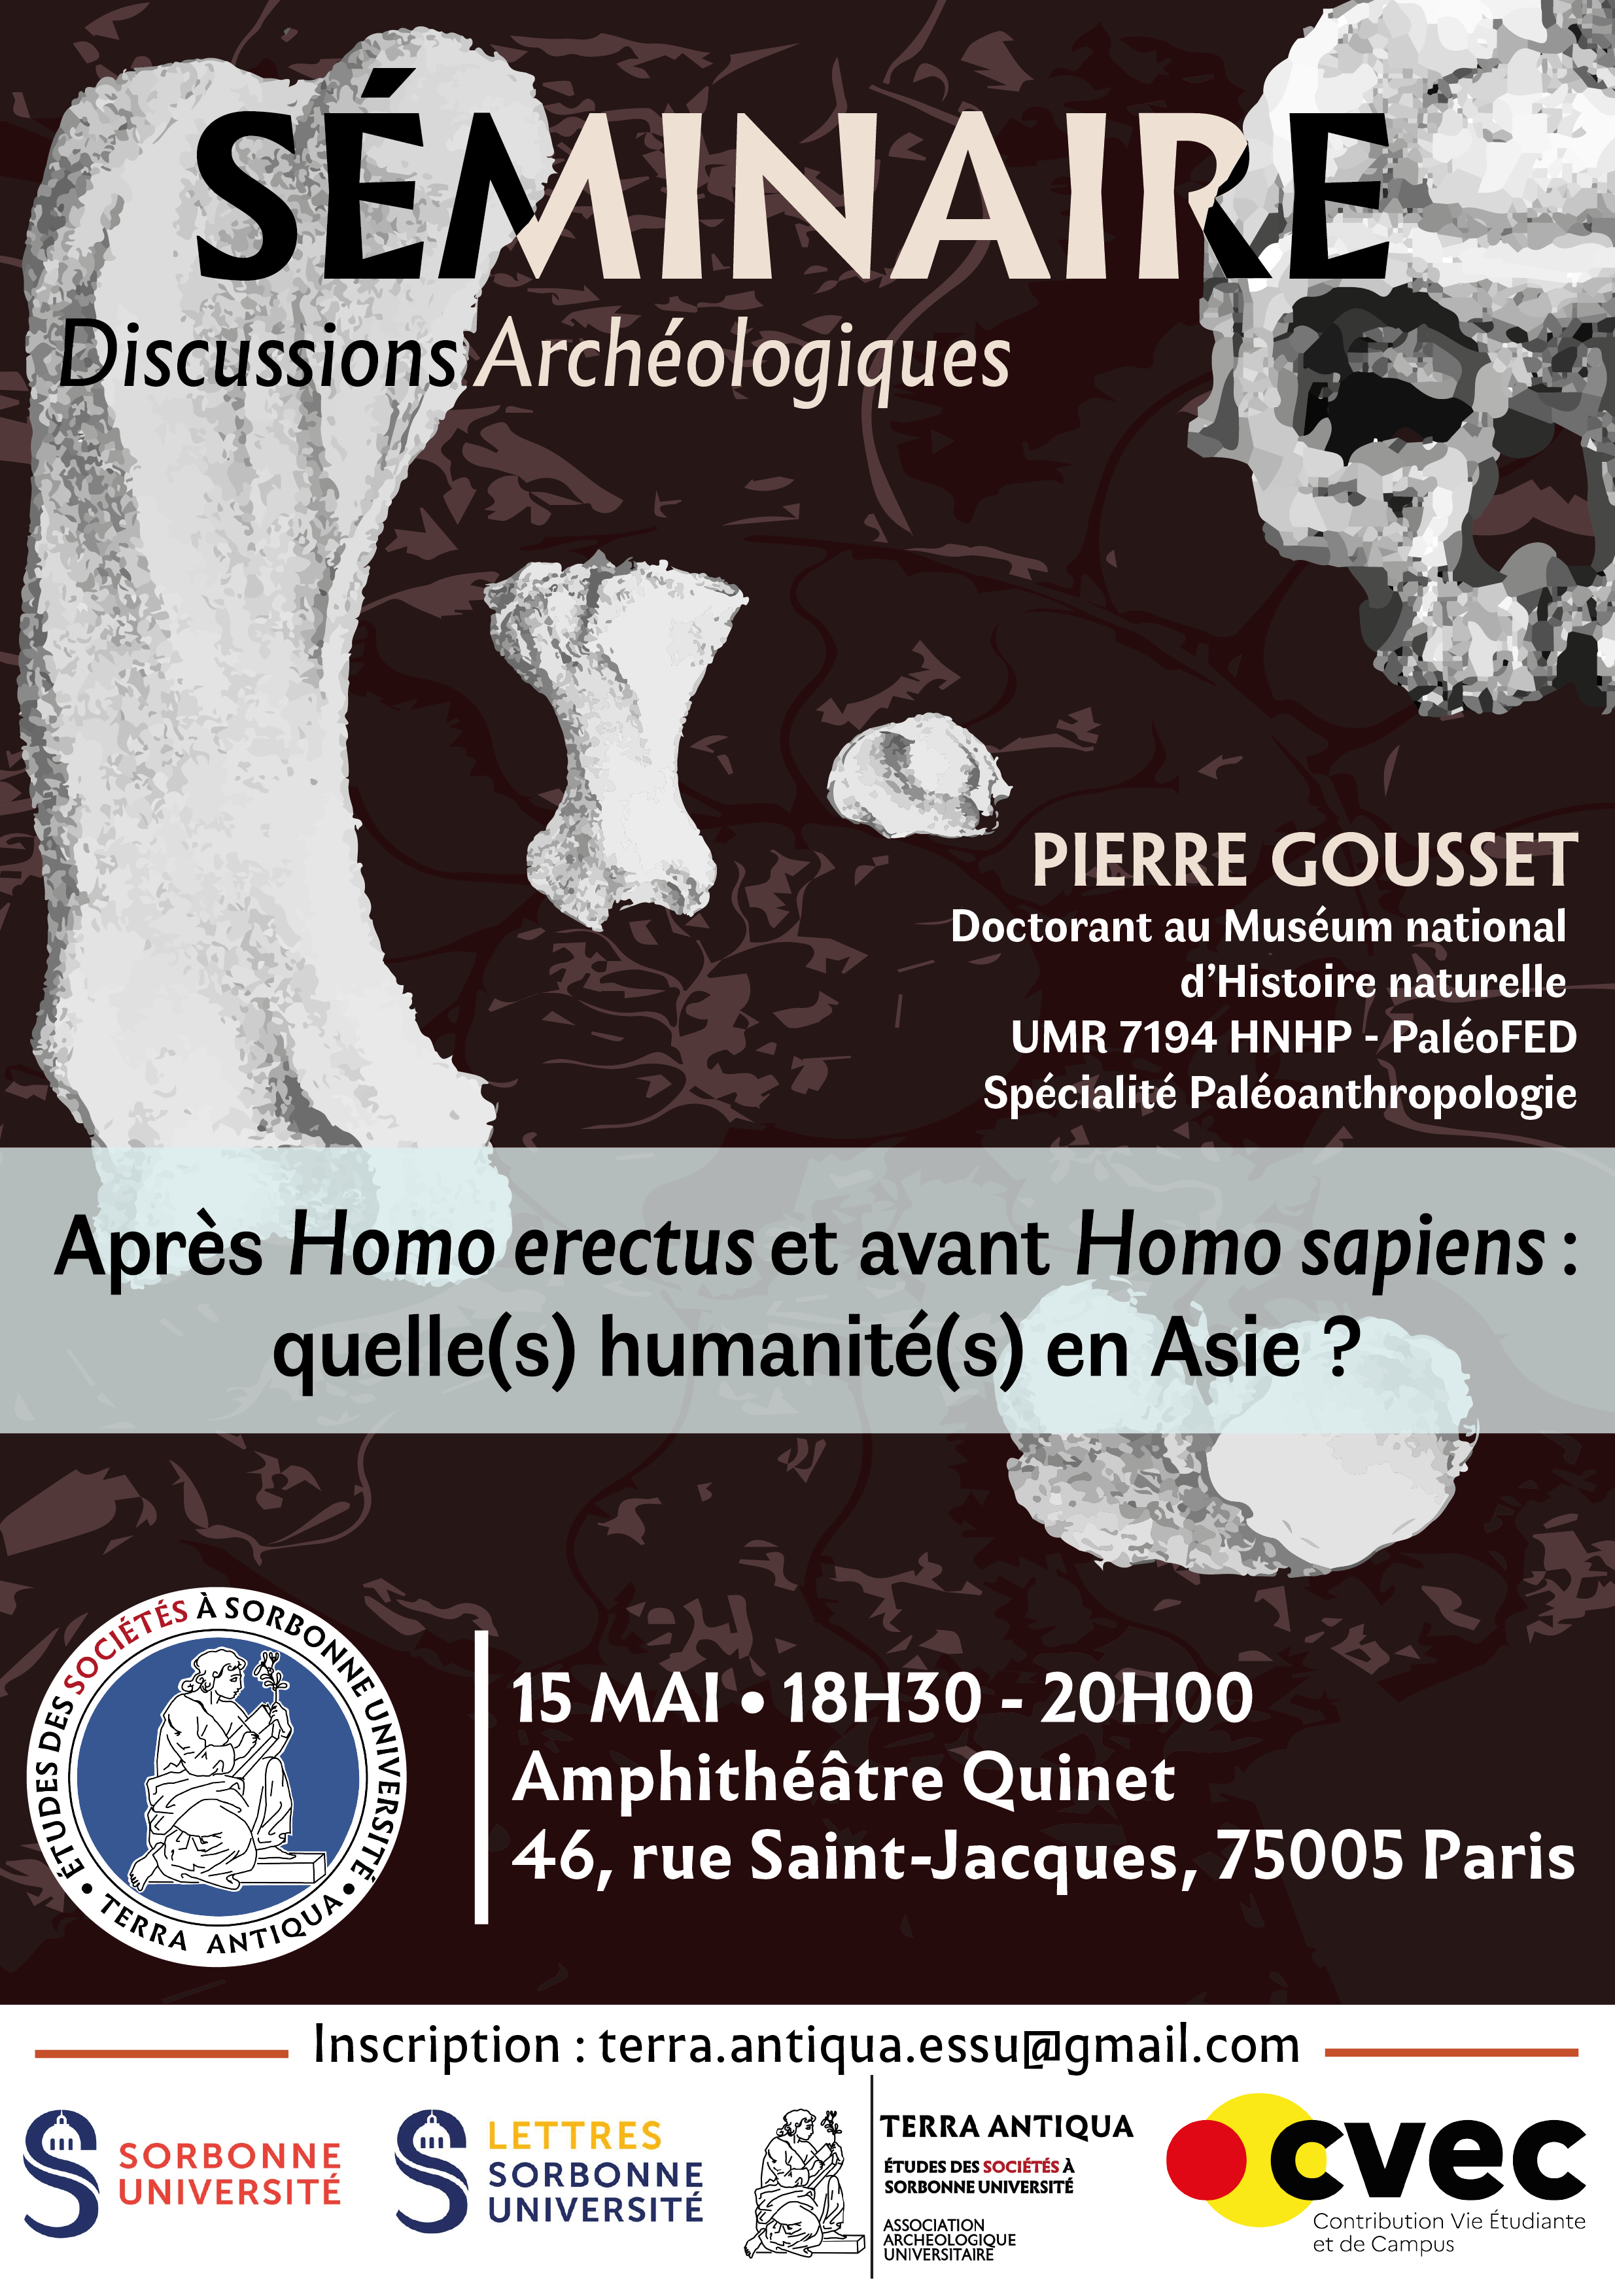 SÉMINAIRE
Discussions Archéologiques
PIERRE GOUSSET
Doctorant au Muséum national
d’Histoire naturelle
UMR 7194 HNHP - PaléoFED
Spécialité Paléoanthropologie
Après Homo erectus et avant Homo sapiens :
quelle(s) humanité(s) en Asie ?
ÉTUDES DES SOCIÉTÉS À SORBONNE UNIVERSITÉ
• TERRA ANTIQUA •
15 MAI • 18H30 - 20H00
Amphithéâtre Quinet
46, rue Saint-Jacques, 75005 Paris
Inscription : terra.antiqua.essu@gmail.com
SORBONNE
UNIVERSITÉ
LETTRES
SORBONNE
UNIVERSITÉ
TERRA ANTIQUA
ÉTUDES DES SOCIÉTÉS À
SORBONNE UNIVERSITÉ
ASSOCIATION
ARCHEOLOGIQUE
UNIVERSITAIRE
cvec
Contribution Vie Étudiante
et de Campus